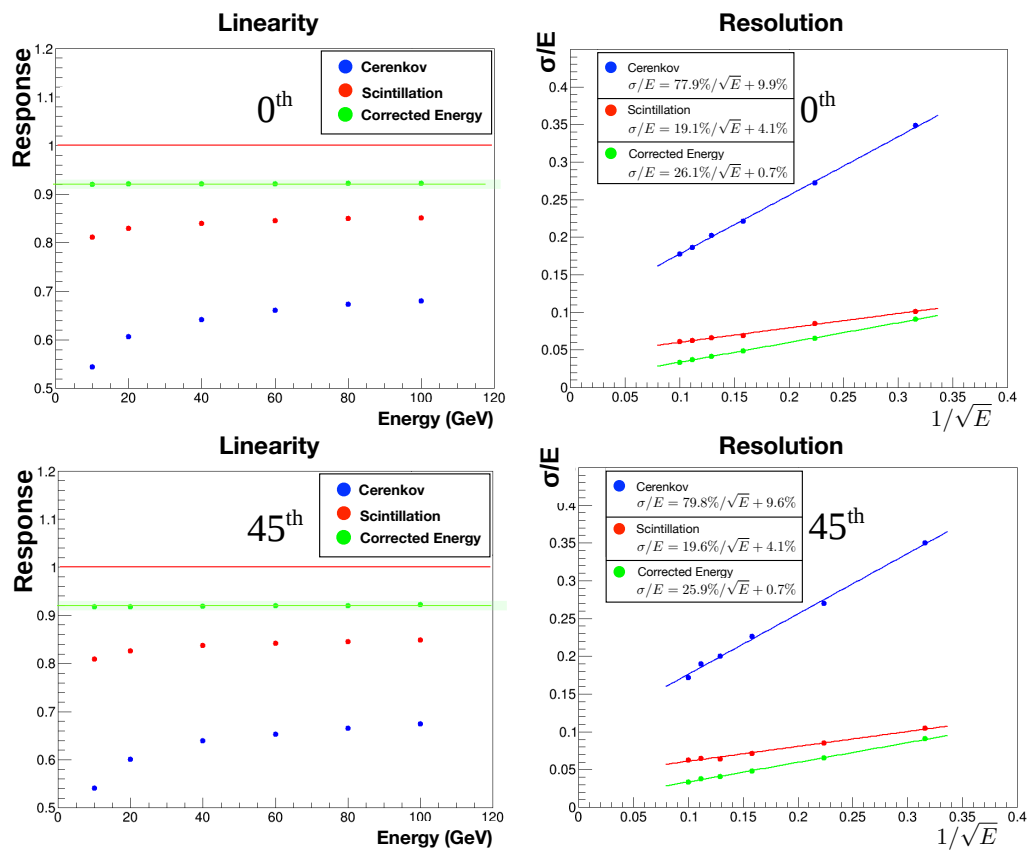 Linearity
Response
1.2
1.1
1
0.9
0.8
0.7
0.6
0.5
0 20 40 60 80 100 120
Energy (GeV)
Cerenkov
Scintillation
Corrected Energy
0th
Resolution
σ/E
0.4
0.35
0.3
0.25
0.2
0.15
0.1
0.05
0
0 0.05 0.1 0.15 0.2 0.25 0.3 0.35 0.4
1/√E
Cerenkov
σ/E = 77.9%/√E + 9.9%
Scintillation
σ/E = 19.1%/√E + 4.1%
Corrected Energy
σ/E = 26.1%/√E + 0.7%
0th
Linearity
Response
1.2
1.1
1
0.9
0.8
0.7
0.6
0.5
0 20 40 60 80 100 120
Energy (GeV)
Cerenkov
Scintillation
Corrected Energy
45th
Resolution
σ/E
0.4
0.35
0.3
0.25
0.2
0.15
0.1
0.05
0
0 0.05 0.1 0.15 0.2 0.25 0.3 0.35 0.4
1/√E
Cerenkov
σ/E = 79.8%/√E + 9.6%
Scintillation
σ/E = 19.6%/√E + 4.1%
Corrected Energy
σ/E = 25.9%/√E + 0.7%
45th